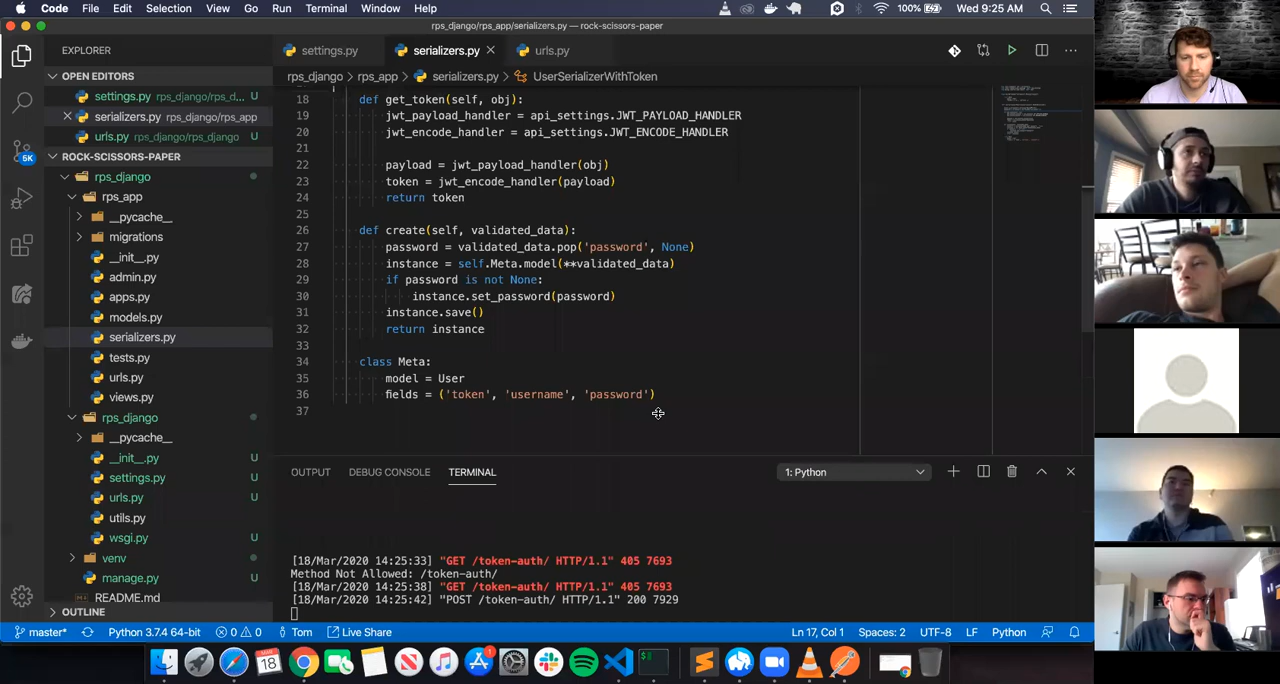 Code File Edit Selection View Go Run Terminal Window Help 100% Wed 9:25 AM
rps_django/rps_app/serializers.py — rock-scissors-paper
EXPLORER
settings.py serializers.py urls.py
OPEN EDITORS
rps_django > rps_app > serializers.py > UserSerializerWithToken
settings.py rps_django/rps_d... U
serializers.py rps_django/rps_app
urls.py rps_django/rps_django U
ROCK-SCISSORS-PAPER
rps_django
rps_app
__pycache__
migrations
__init__.py
admin.py
apps.py
models.py
serializers.py
tests.py
urls.py
views.py
rps_django
__pycache__
__init__.py U
settings.py U
urls.py U
utils.py U
wsgi.py U
venv
manage.py U
README.md
OUTLINE
5K
18 def get_token(self, obj):
19 jwt_payload_handler = api_settings.JWT_PAYLOAD_HANDLER
20 jwt_encode_handler = api_settings.JWT_ENCODE_HANDLER
21
22 payload = jwt_payload_handler(obj)
23 token = jwt_encode_handler(payload)
24 return token
25
26 def create(self, validated_data):
27 password = validated_data.pop('password', None)
28 instance = self.Meta.model(**validated_data)
29 if password is not None:
30 instance.set_password(password)
31 instance.save()
32 return instance
33
34 class Meta:
35 model = User
36 fields = ('token', 'username', 'password')
37
OUTPUT DEBUG CONSOLE TERMINAL 1: Python
[18/Mar/2020 14:25:33] "GET /token-auth/ HTTP/1.1" 405 7693
Method Not Allowed: /token-auth/
[18/Mar/2020 14:25:38] "GET /token-auth/ HTTP/1.1" 405 7693
[18/Mar/2020 14:25:42] "POST /token-auth/ HTTP/1.1" 200 7929
master* Python 3.7.4 64-bit 0 0 Tom Live Share Ln 17, Col 1 Spaces: 2 UTF-8 LF Python
18